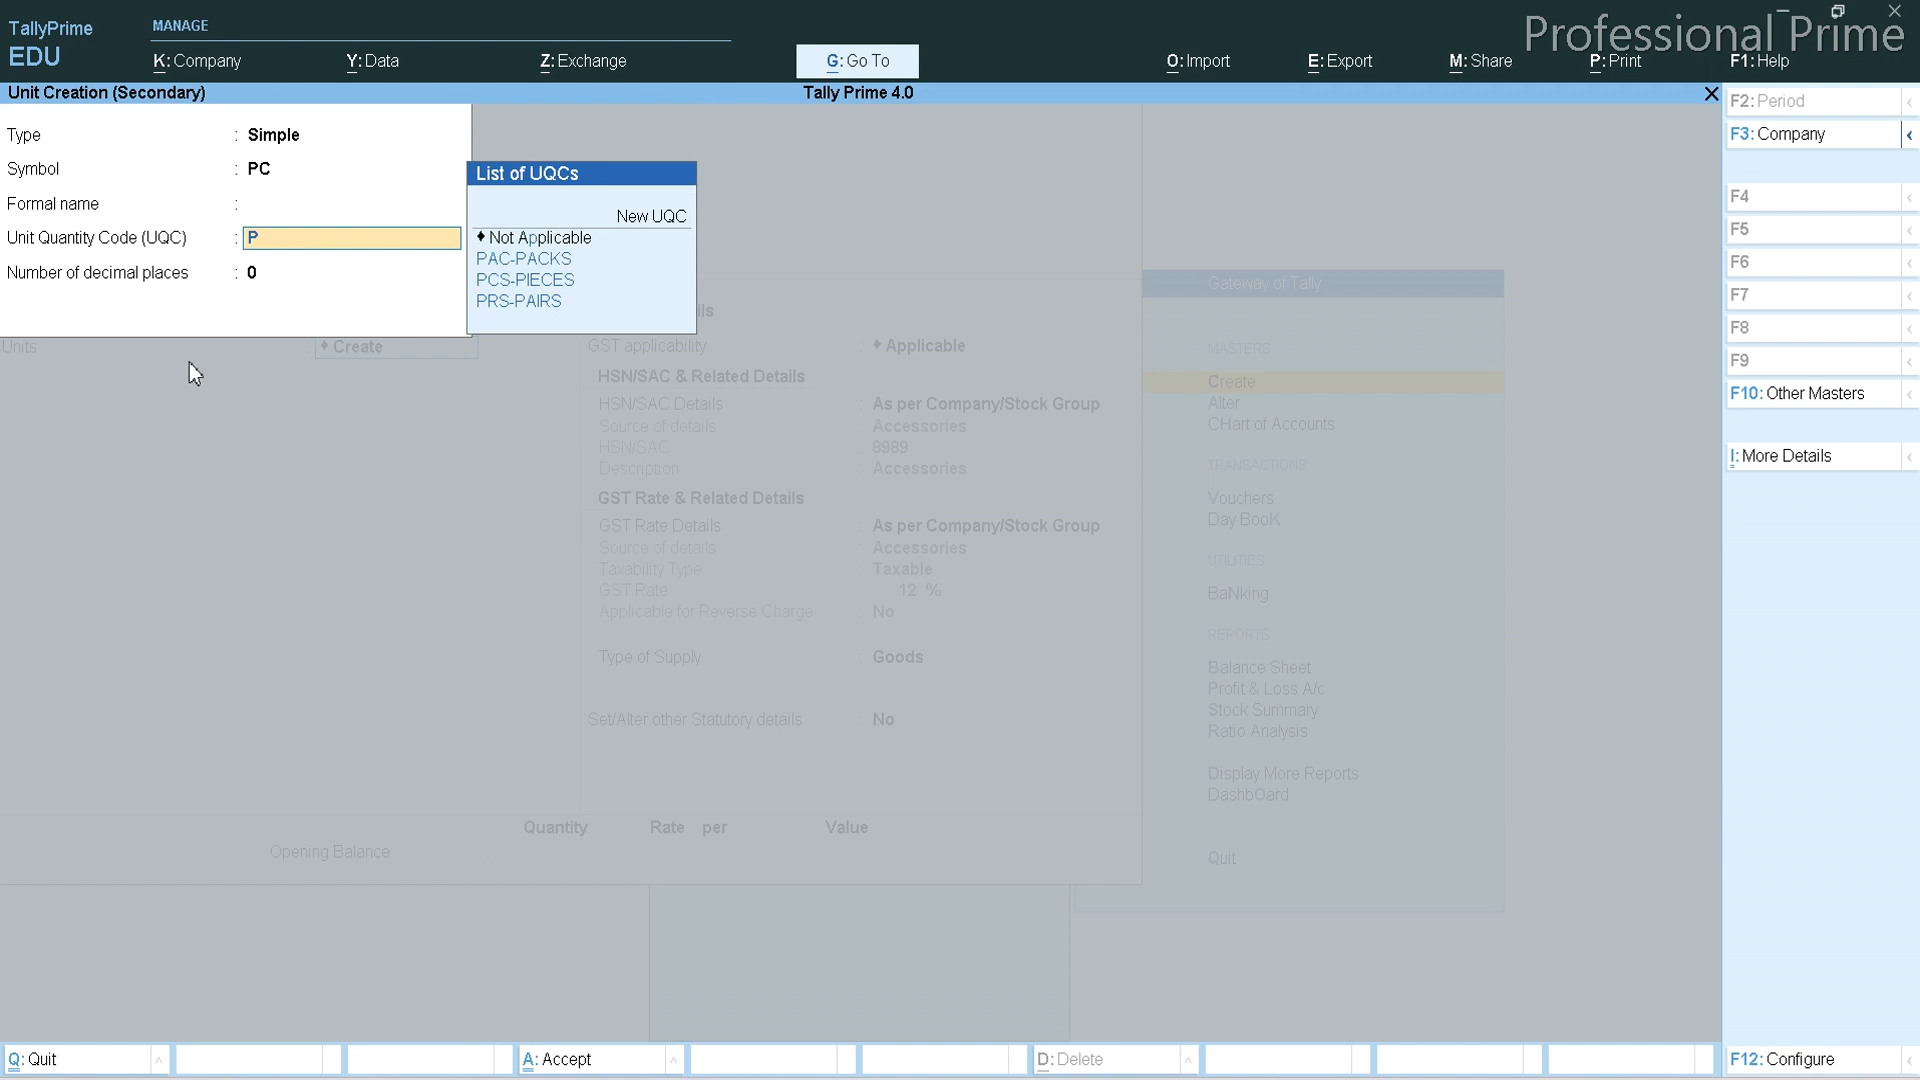 TallyPrime
EDU
MANAGE
K: Company
Y: Data
Z: Exchange
G: Go To
O: Import
E: Export
M: Share
P: Print
F1: Help
Professional Prime
Unit Creation (Secondary)
Tally Prime 4.0
Type : Simple
Symbol : PC
Formal name :
Unit Quantity Code (UQC) : P
Number of decimal places : 0
List of UQCs
New UQC
♦ Not Applicable
PAC-PACKS
PCS-PIECES
PRS-PAIRS
Units
♦ Create
GST applicability : ♦ Applicable
HSN/SAC & Related Details
HSN/SAC Details : As per Company/Stock Group
Source of details Accessories
HSN/SAC 8989
Description Accessories
GST Rate & Related Details
GST Rate Details : As per Company/Stock Group
Source of details Accessories
Taxability Type : Taxable
GST Rate 12 %
Applicable for Reverse Charge No
Type of Supply : Goods
Set/Alter other Statutory details : No
Quantity Rate per Value
Opening Balance
Gateway of Tally
MASTERS
Create
Alter
CHart of Accounts
TRANSACTIONS
Vouchers
Day BooK
UTILITIES
BaNking
REPORTS
Balance Sheet
Profit & Loss A/c
Stock Summary
Ratio Analysis
Display More Reports
DashbOard
Quit
F2: Period
F3: Company
F4
F5
F6
F7
F8
F9
F10: Other Masters
I: More Details
Q: Quit
A: Accept
D: Delete
F12: Configure